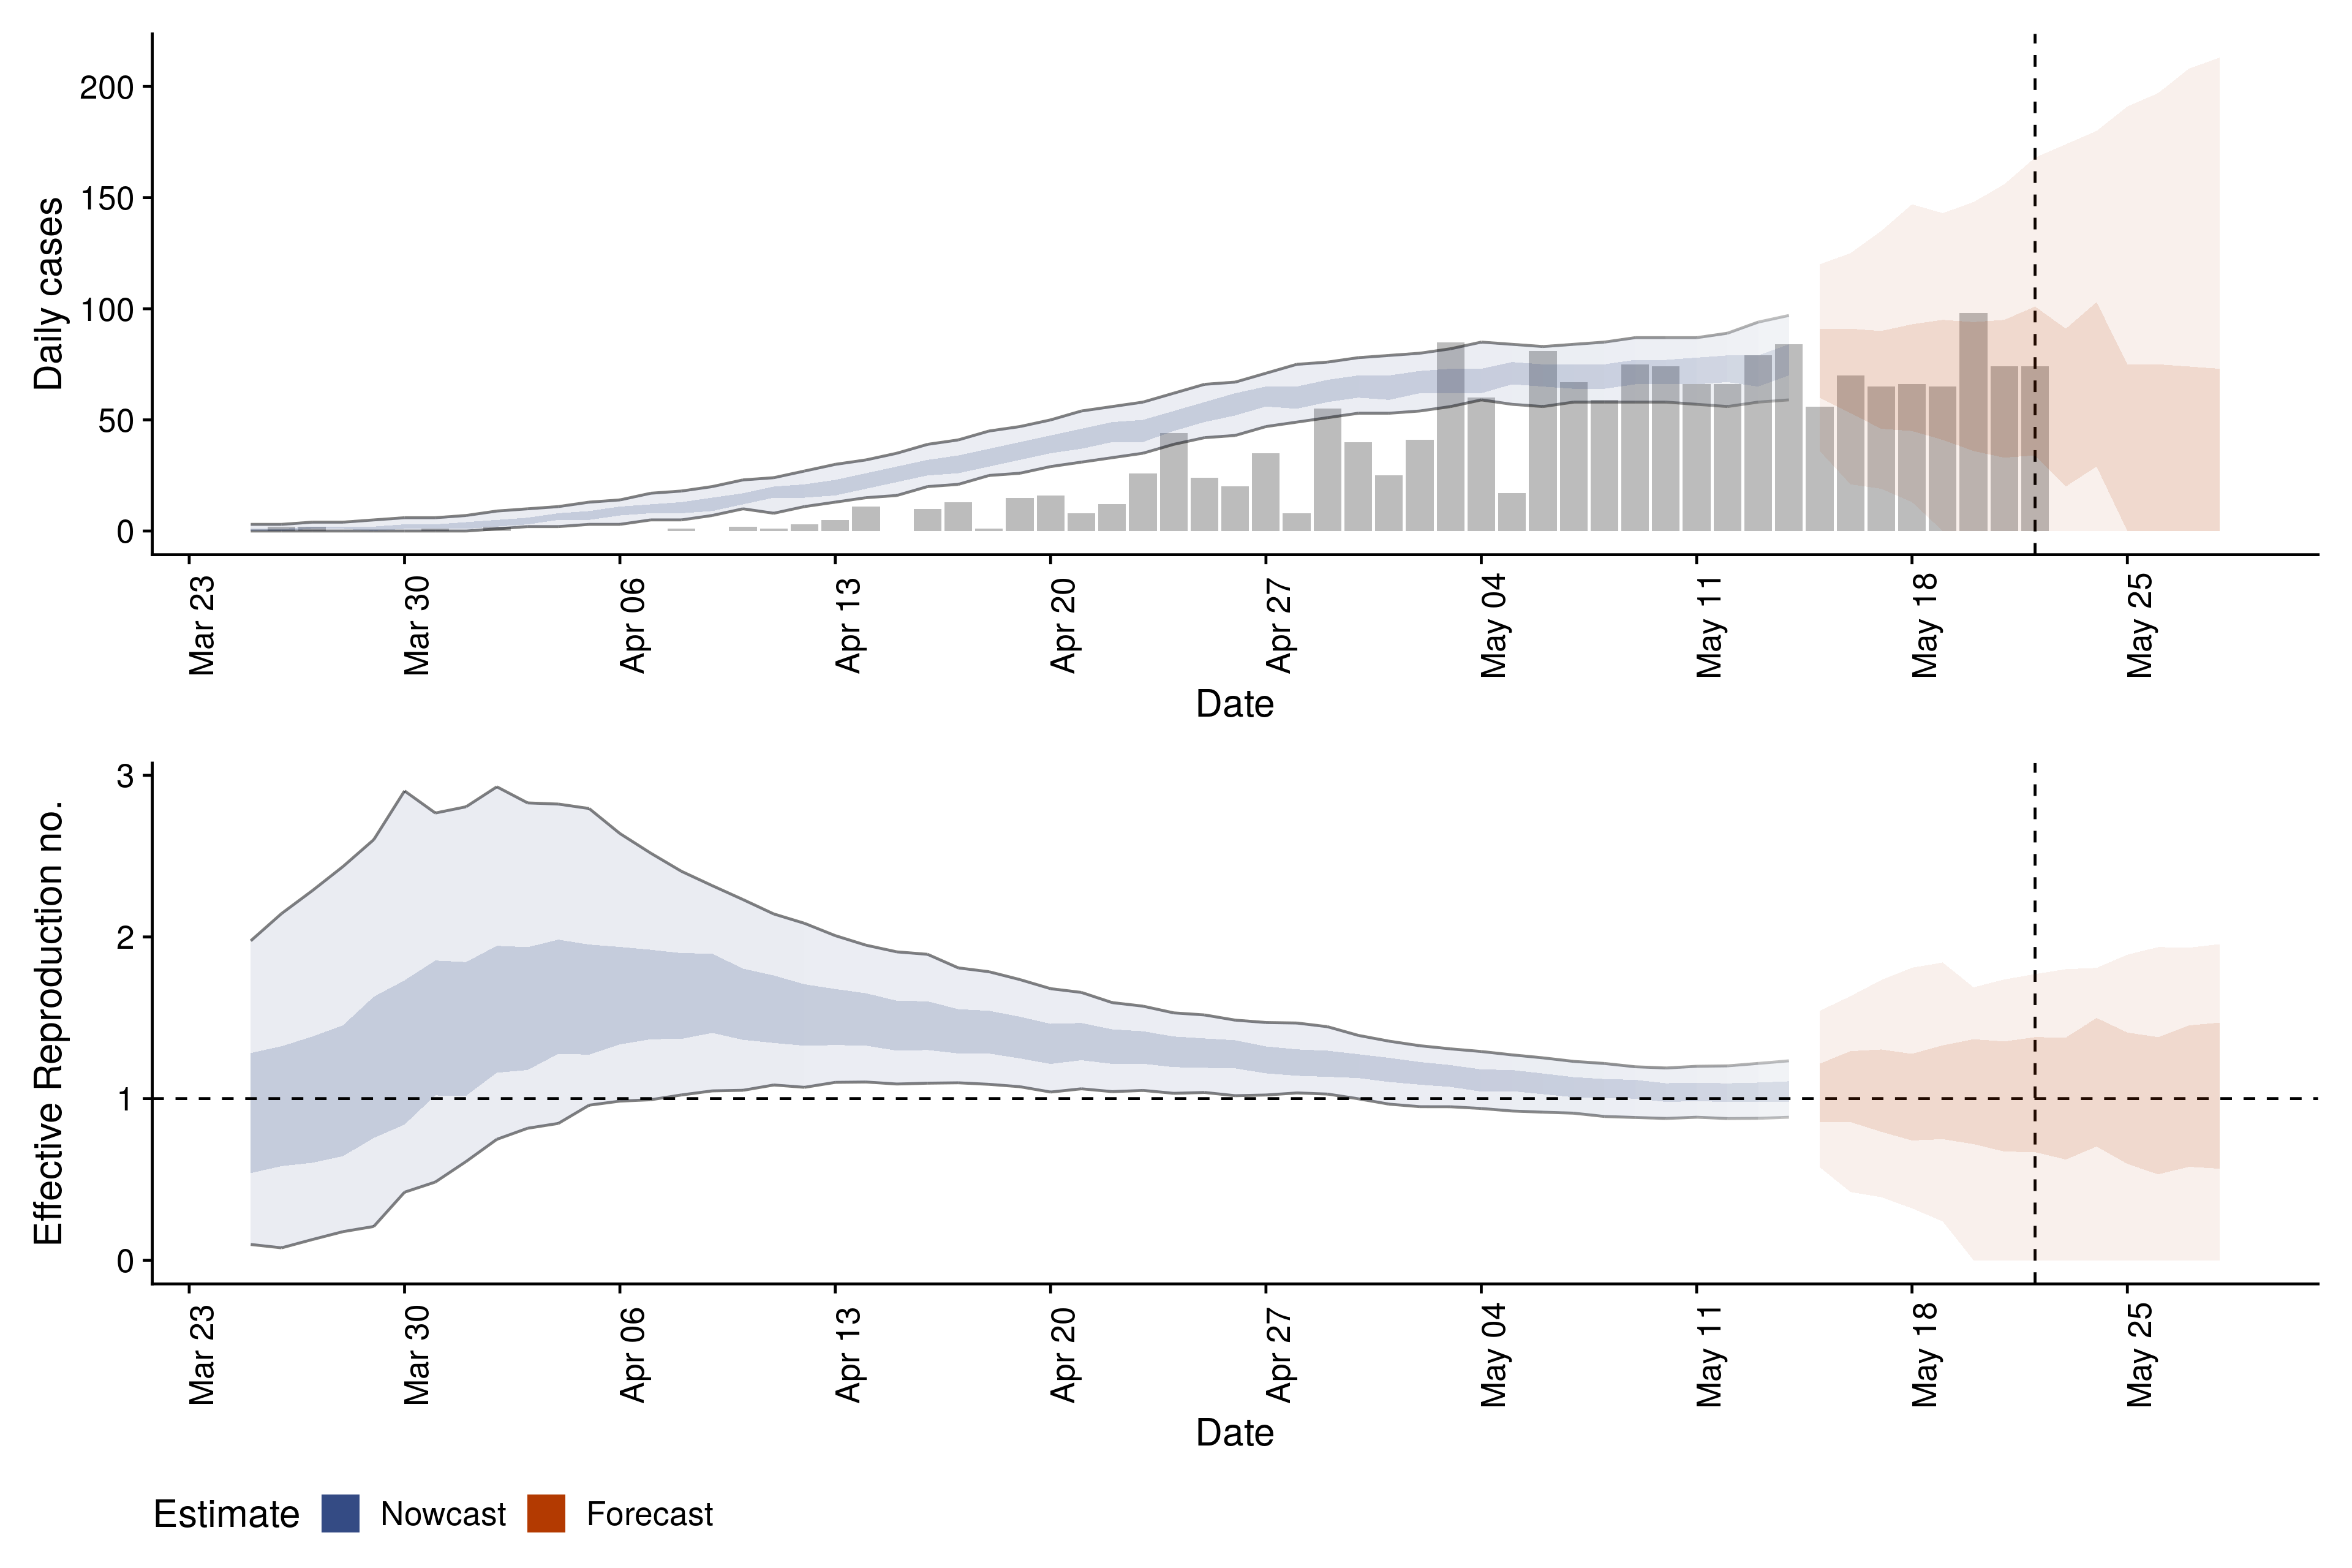 Daily cases
200
150
100
50
0
Mar 23
Mar 30
Apr 06
Apr 13
Apr 20
Apr 27
May 04
May 11
May 18
May 25
Date
Effective Reproduction no.
3
2
1
0
Mar 23
Mar 30
Apr 06
Apr 13
Apr 20
Apr 27
May 04
May 11
May 18
May 25
Date
Estimate Nowcast Forecast